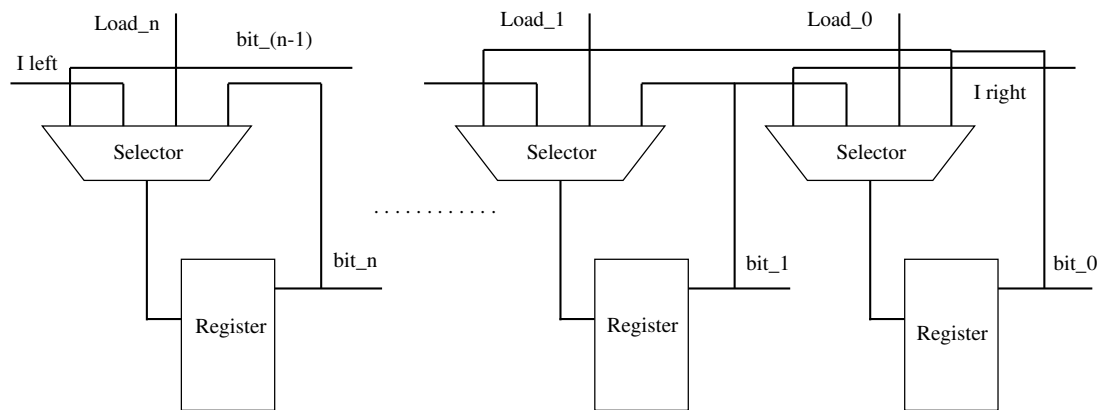 Load_n
Load_1
Load_0
bit_(n-1)
I left
I right
Selector
Selector
Selector
. . . . . . . . . . . .
bit_n
bit_1
bit_0
Register
Register
Register